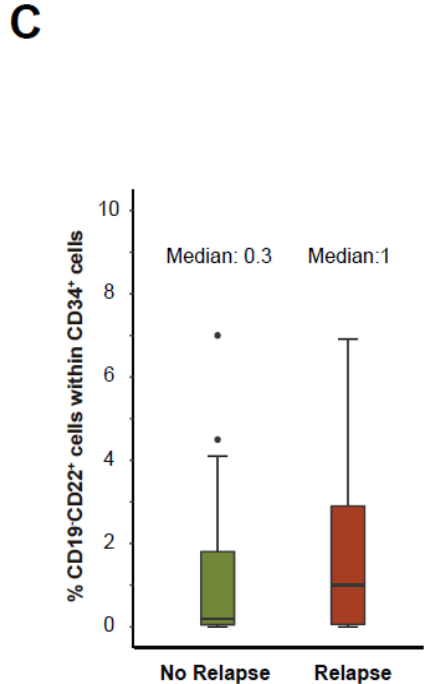 C
% CD19⁻CD22⁺ cells within CD34⁺ cells
10
8
6
4
2
0
Median: 0.3
Median:1
No Relapse
Relapse